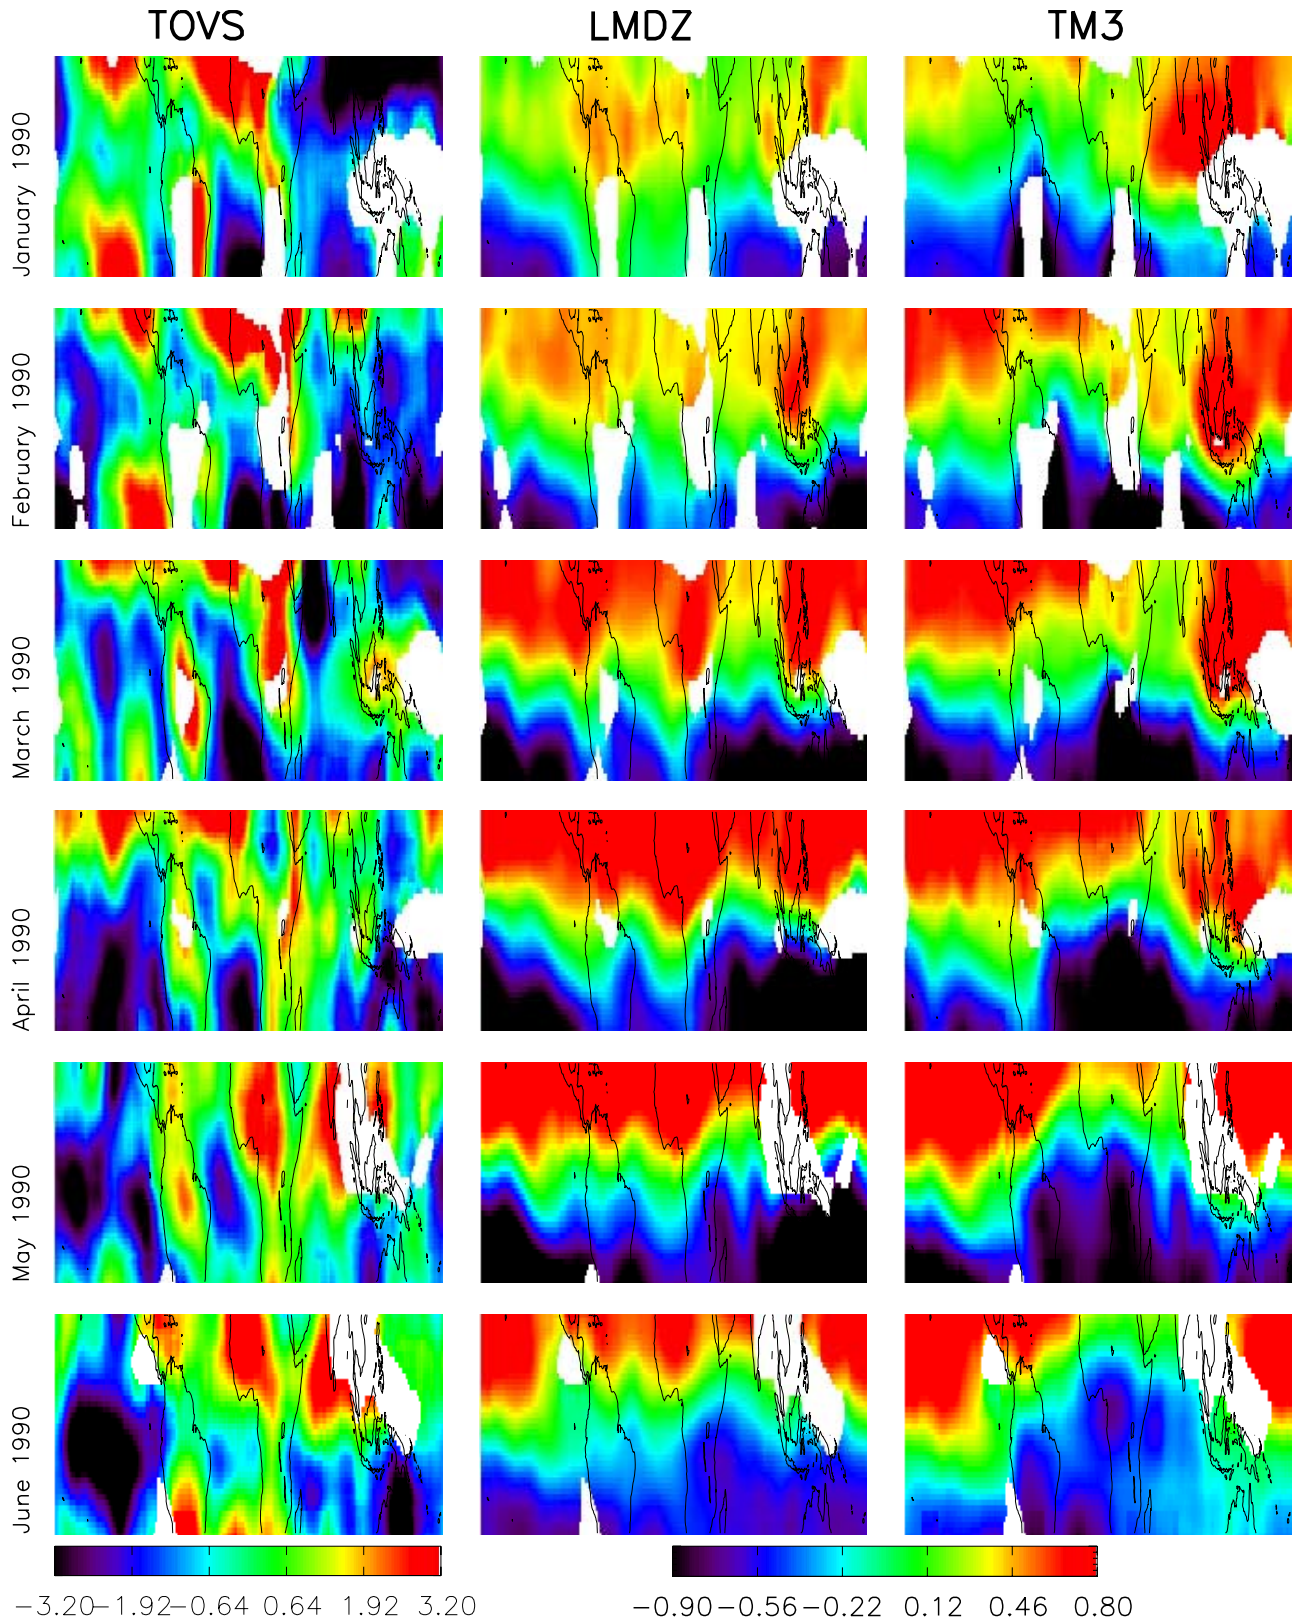 TOVS LMDZ TM3
January 1990
February 1990
March 1990
April 1990
May 1990
June 1990
−3.20 −1.92 −0.64 0.64 1.92 3.20
−0.90 −0.56 −0.22 0.12 0.46 0.80